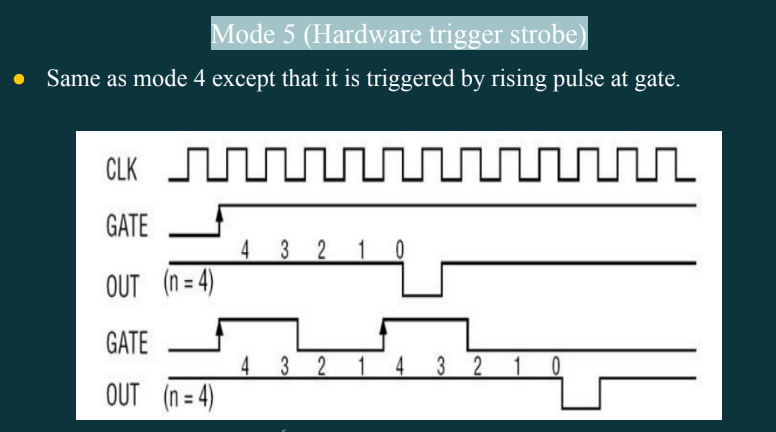 Mode 5 (Hardware trigger strobe)
Same as mode 4 except that it is triggered by rising pulse at gate.
CLK
GATE
4 3 2 1 0
OUT (n = 4)
GATE
4 3 2 1 4 3 2 1 0
OUT (n = 4)